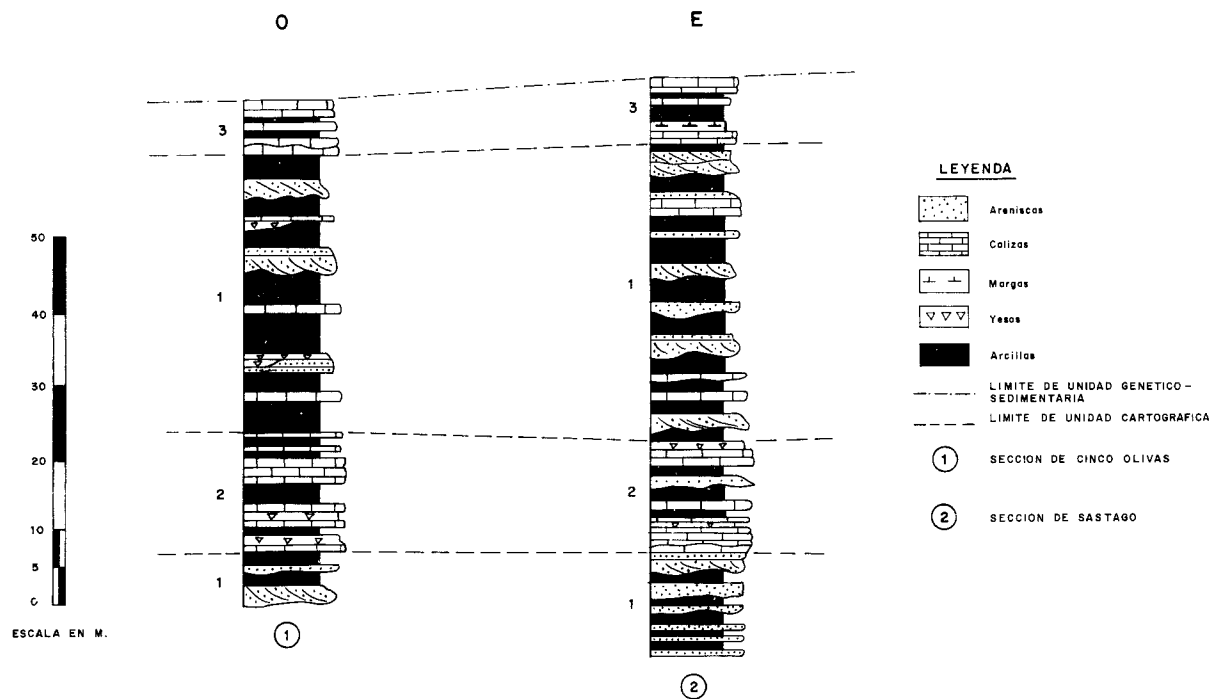 O
E
3
3
1
1
2
2
1
1
1
2
50
40
30
20
10
5
0
ESCALA EN M.
LEYENDA
Areniscas
Calizas
Margas
Yesos
Arcillas
LIMITE DE UNIDAD GENETICO-
SEDIMENTARIA
LIMITE DE UNIDAD CARTOGRAFICA
1 SECCION DE CINCO OLIVAS
2 SECCION DE SASTAGO